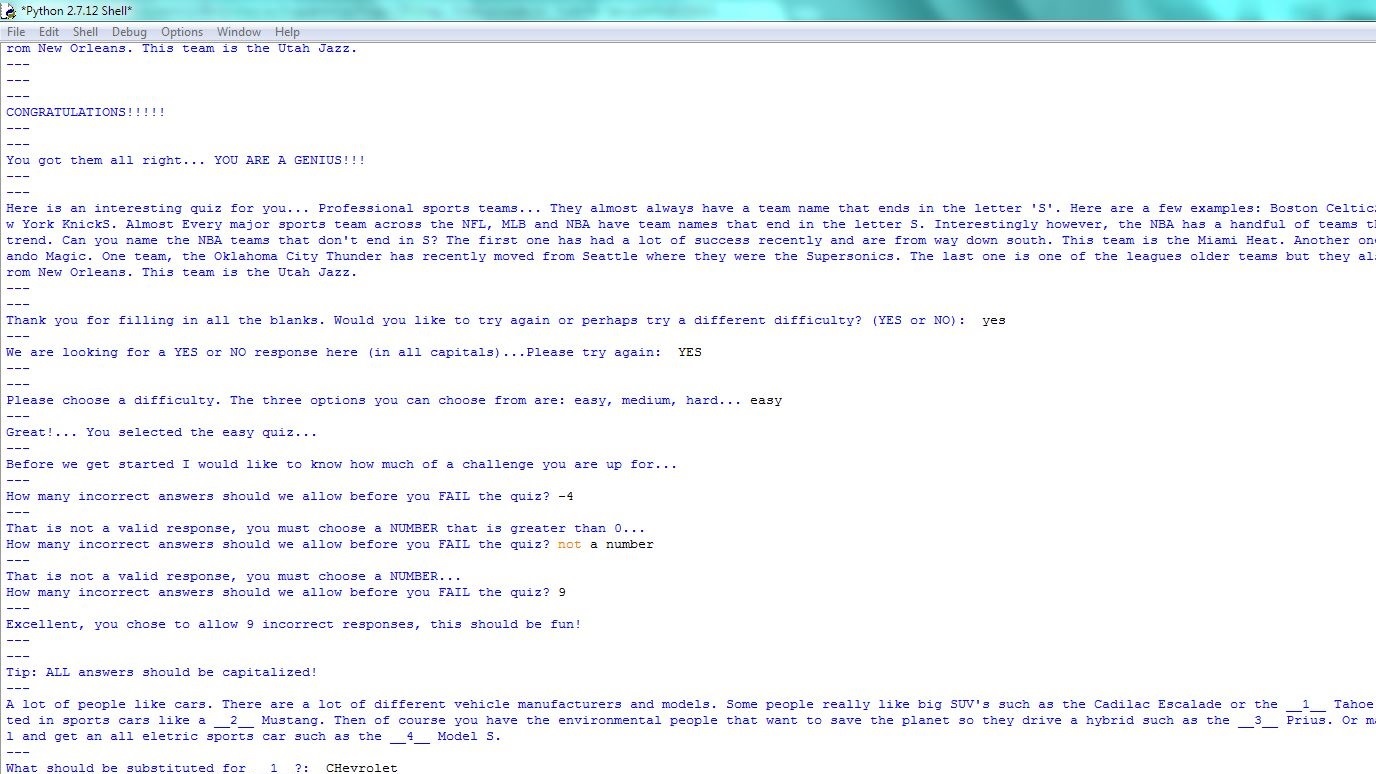 *Python 2.7.12 Shell*
File Edit Shell Debug Options Window Help
rom New Orleans. This team is the Utah Jazz.
---
---
---
CONGRATULATIONS!!!!!
---
---
You got them all right... YOU ARE A GENIUS!!!
---
---
Here is an interesting quiz for you... Professional sports teams... They almost always have a team name that ends in the letter 'S'. Here are a few examples: Boston Celtic
w York KnickS. Almost Every major sports team across the NFL, MLB and NBA have team names that end in the letter S. Interestingly however, the NBA has a handful of teams t
trend. Can you name the NBA teams that don't end in S? The first one has had a lot of success recently and are from way down south. This team is the Miami Heat. Another on
ando Magic. One team, the Oklahoma City Thunder has recently moved from Seattle where they were the Supersonics. The last one is one of the leagues older teams but they al
rom New Orleans. This team is the Utah Jazz.
---
---
Thank you for filling in all the blanks. Would you like to try again or perhaps try a different difficulty? (YES or NO): yes
---
We are looking for a YES or NO response here (in all capitals)...Please try again: YES
---
---
Please choose a difficulty. The three options you can choose from are: easy, medium, hard... easy
---
Great!... You selected the easy quiz...
---
Before we get started I would like to know how much of a challenge you are up for...
---
How many incorrect answers should we allow before you FAIL the quiz? -4
---
That is not a valid response, you must choose a NUMBER that is greater than 0...
How many incorrect answers should we allow before you FAIL the quiz? not a number
---
That is not a valid response, you must choose a NUMBER...
How many incorrect answers should we allow before you FAIL the quiz? 9
---
Excellent, you chose to allow 9 incorrect responses, this should be fun!
---
---
Tip: ALL answers should be capitalized!
---
A lot of people like cars. There are a lot of different vehicle manufacturers and models. Some people really like big SUV's such as the Cadilac Escalade or the __1__ Tahoe
ted in sports cars like a __2__ Mustang. Then of course you have the environmental people that want to save the planet so they drive a hybrid such as the __3__ Prius. Or ma
l and get an all eletric sports car such as the __4__ Model S.
---
What should be substituted for __1__?: CHevrolet